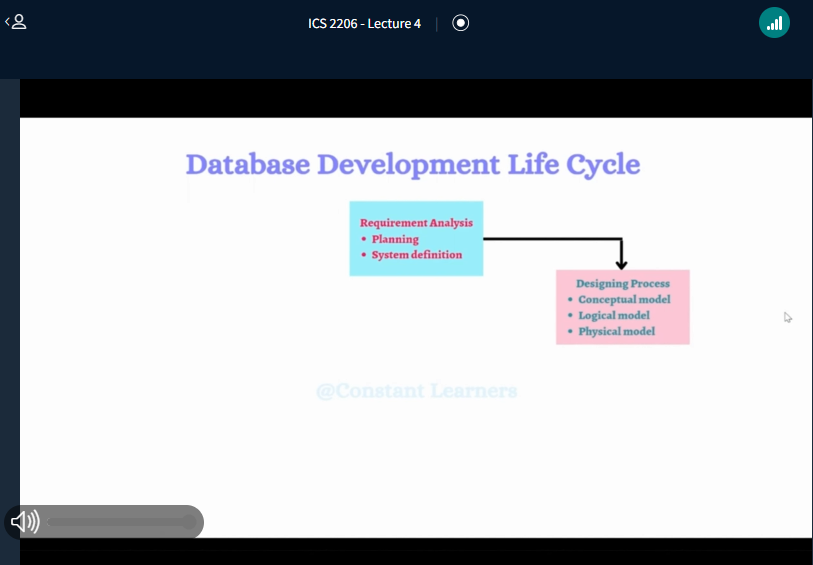 ICS 2206 - Lecture 4
Database Development Life Cycle
Requirement Analysis
• Planning
• System definition
Designing Process
• Conceptual model
• Logical model
• Physical model
@Constant Learners